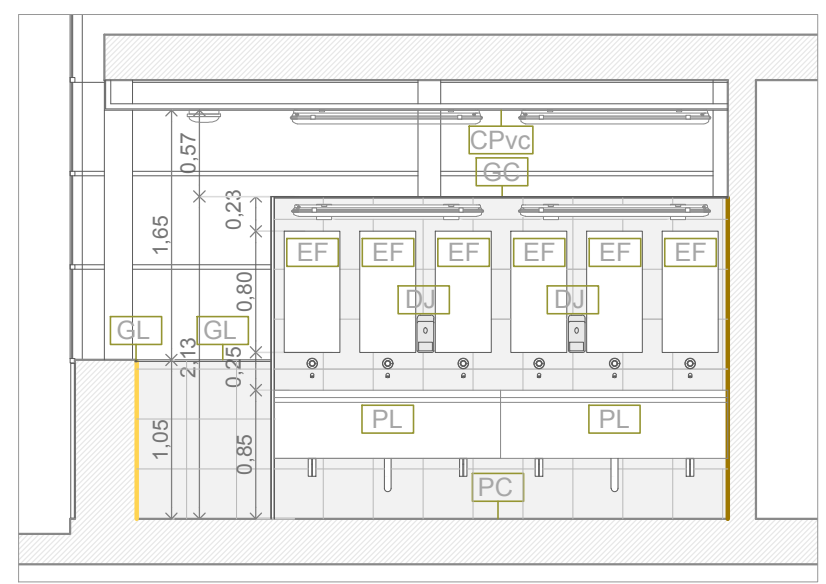 CPvc
0,57
GC
0,23
1,65
EF EF EF EF EF EF
0,80
DJ DJ
GL GL
2,13
0,25
PL PL
1,05
0,85
PC